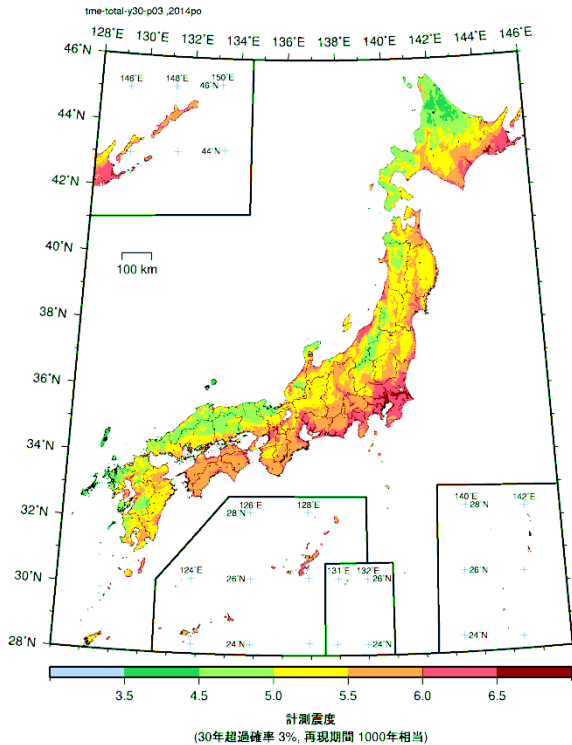 tme-total-y30-p03 ,2014po
128˚E 130˚E 132˚E 134˚E 136˚E 138˚E 140˚E 142˚E 144˚E 146˚E
46˚N
146˚E 148˚E 150˚E
46˚N
44˚N
44˚N
42˚N
40˚N
100 km
38˚N
36˚N
34˚N
32˚N
126˚E 128˚E
28˚N
140˚E 142˚E
28˚N
30˚N
124˚E
26˚N
131˚E 132˚E
26˚N
26˚N
28˚N
24˚N
24˚N
24˚N
3.5 4.5 5.0 5.5 6.0 6.5
計測震度
(30年超過確率 3%, 再現期間 1000年相当)